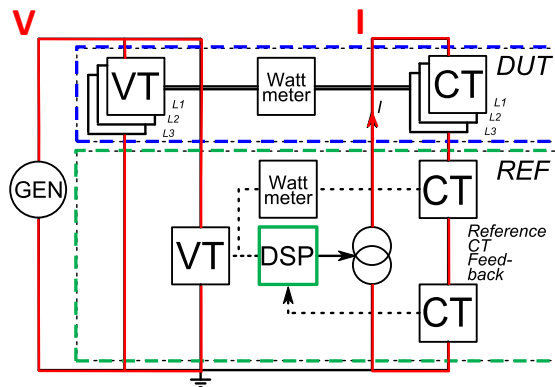 V
I
DUT
VT
Watt
meter
CT
L1
L2
L3
I
L1
L2
L3
REF
GEN
Watt
meter
CT
VT
DSP
Reference
CT
Feed-
back
CT